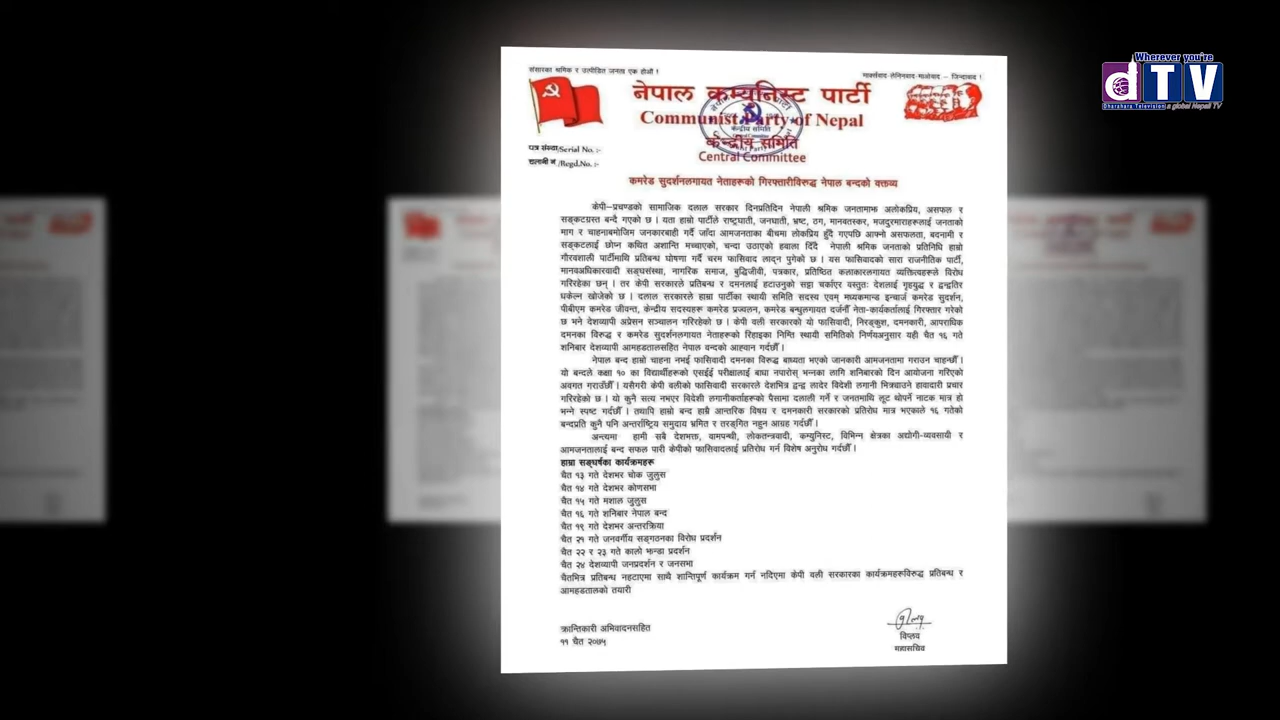 Wherever you're
dTV
Dharahara Television a global Nepali TV
संसारका श्रमिक र उत्पीडित जनता एक होऔं !
मार्क्सवाद-लेनिनवाद-माओवाद – जिन्दावाद !
नेपाल कम्युनिस्ट पार्टी
Communist Party of Nepal
केन्द्रीय समिति
Central Committee
पत्र संख्या/Serial No. :-
चलानी नं./Regd.No. :-
कमरेड सुदर्शनलगायत नेताहरूको गिरफ्तारीविरुद्ध नेपाल बन्दको वक्तव्य
केपी–प्रचण्डको सामाजिक दलाल सरकार दिनप्रतिदिन नेपाली श्रमिक जनतामाझ अलोकप्रिय, असफल र
सङ्कटग्रस्त बन्दै गएको छ । यता हाम्रो पार्टीले राष्ट्रघाती, जनघाती, भ्रष्ट, ठग, मानवतस्कर, मजदुरमाराहरूलाई जनताको
माग र चाहनाबमोजिम जनकारबाही गर्दै जाँदा आमजनताका बीचमा लोकप्रिय हुँदै गएपछि आफ्नो असफलता, बदनामी र
सङ्कटलाई छोप्न कथित अशान्ति मच्चाएको, चन्दा उठाएको हवाला दिँदै नेपाली श्रमिक जनताको प्रतिनिधि हाम्रो
गौरवशाली पार्टीमाथि प्रतिबन्ध घोषणा गर्दै चरम फासिवाद लाद्न पुगेको छ । यस फासिवादको सारा राजनीतिक पार्टी,
मानवअधिकारवादी सङ्घसंस्था, नागरिक समाज, बुद्धिजीवी, पत्रकार, प्रतिष्ठित कलाकारलगायत व्यक्तित्वहरूले विरोध
गरिरहेका छन् । तर केपी सरकारले प्रतिबन्ध र दमनलाई हटाउनुको सट्टा चर्काएर वस्तुतः देशलाई गृहयुद्ध र द्वन्द्वतिर
धकेल्न खोजेको छ । दलाल सरकारले हाम्रा पार्टीका स्थायी समिति सदस्य एवम् मध्यकमान्ड इन्चार्ज कमरेड सुदर्शन,
पीबीएम कमरेड जीवन्त, केन्द्रीय सदस्यहरू कमरेड प्रज्वलन, कमरेड बन्धुलगायत दर्जनौँ नेता-कार्यकर्तालाई गिरफ्तार गरेको
छ भने देशव्यापी अप्रेसन सञ्चालन गरिरहेको छ । केपी वली सरकारको यो फासिवादी, निरङ्कुश, दमनकारी, आपराधिक
दमनका विरुद्ध र कमरेड सुदर्शनलगायत नेताहरूको रिहाइका निम्ति स्थायी समितिको निर्णयअनुसार यही चैत १६ गते
शनिबार देशव्यापी आमहडतालसहित नेपाल वन्दको आह्वान गर्दछौँ ।
नेपाल बन्द हाम्रो चाहना नभई फासिवादी दमनका विरुद्ध बाध्यता भएको जानकारी आमजनतामा गराउन चाहन्छौँ ।
यो बन्दले कक्षा १० का विद्यार्थीहरूको एसईई परीक्षालाई बाधा नपारोस् भन्नका लागि शनिबारको दिन आयोजना गरिएको
अवगत गराउँछौँ । यसैगरी केपी वलीको फासिवादी सरकारले देशभित्र द्वन्द्व लादेर विदेशी लगानी भित्र्याउने हावादारी प्रचार
गरिरहेको छ । यो कुनै सत्य नभएर विदेशी लगानीकर्ताहरूको पैसामा दलाली गर्ने र जनतामाथि लूट थोपर्ने नाटक मात्र हो
भन्ने स्पष्ट गर्दछौँ । तथापि हाम्रो बन्द हाम्रै आन्तरिक विषय र दमनकारी सरकारको प्रतिरोध मात्र भएकाले १६ गतेको
बन्दप्रति कुनै पनि अन्तर्राष्ट्रिय समुदाय भ्रमित र तरङ्गित नहुन आग्रह गर्दछौँ ।
अन्त्यमा हामी सबै देशभक्त, वामपन्थी, लोकतन्त्रवादी, कम्युनिस्ट, विभिन्न क्षेत्रका अद्योगी-व्यवसायी र
आमजनतालाई बन्द सफल पारी केपीको फासिवादलाई प्रतिरोध गर्न विशेष अनुरोध गर्दछौँ ।
हाम्रा सङ्घर्षका कार्यक्रमहरू
चैत १३ गते देशभर चोक जुलुस
चैत १४ गते देशभर कोणसभा
चैत १५ गते मशाल जुलुस
चैत १६ गते शनिबार नेपाल बन्द
चैत १९ गते देशभर अन्तरक्रिया
चैत २१ गते जनवर्गीय सङ्गठनका विरोध प्रदर्शन
चैत २२ र २३ गते कालो झन्डा प्रदर्शन
चैत २४ देशव्यापी जनप्रदर्शन र जनसभा
चैतभित्र प्रतिबन्ध नहटाएमा साथै शान्तिपूर्ण कार्यक्रम गर्न नदिएमा केपी वली सरकारका कार्यक्रमहरूविरुद्ध प्रतिबन्ध र
आमहडतालको तयारी
क्रान्तिकारी अभिवादनसहित
११ चैत २०७५
विप्लव
महासचिव